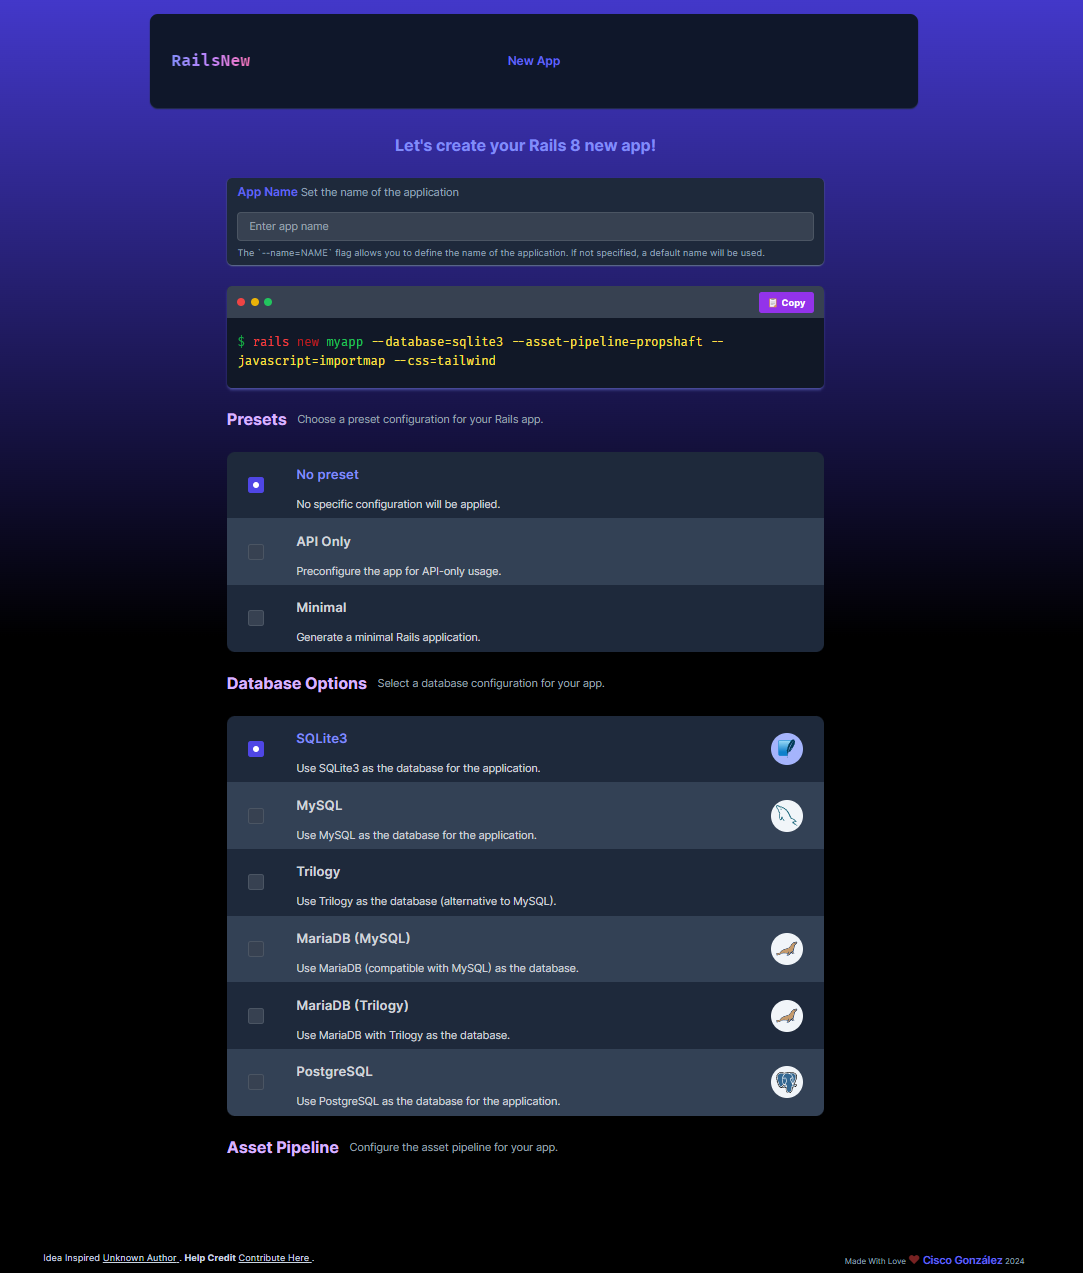 RailsNew
New App
Let's create your Rails 8 new app!
App Name Set the name of the application
Enter app name
The `--name=NAME` flag allows you to define the name of the application. If not specified, a default name will be used.
Copy
$ rails new myapp --database=sqlite3 --asset-pipeline=propshaft --
javascript=importmap --css=tailwind
Presets Choose a preset configuration for your Rails app.
No preset
No specific configuration will be applied.
API Only
Preconfigure the app for API-only usage.
Minimal
Generate a minimal Rails application.
Database Options Select a database configuration for your app.
SQLite3
Use SQLite3 as the database for the application.
MySQL
Use MySQL as the database for the application.
Trilogy
Use Trilogy as the database (alternative to MySQL).
MariaDB (MySQL)
Use MariaDB (compatible with MySQL) as the database.
MariaDB (Trilogy)
Use MariaDB with Trilogy as the database.
PostgreSQL
Use PostgreSQL as the database for the application.
Asset Pipeline Configure the asset pipeline for your app.
Idea Inspired Unknown Author . Help Credit Contribute Here .
Made With Love ❤ Cisco González 2024